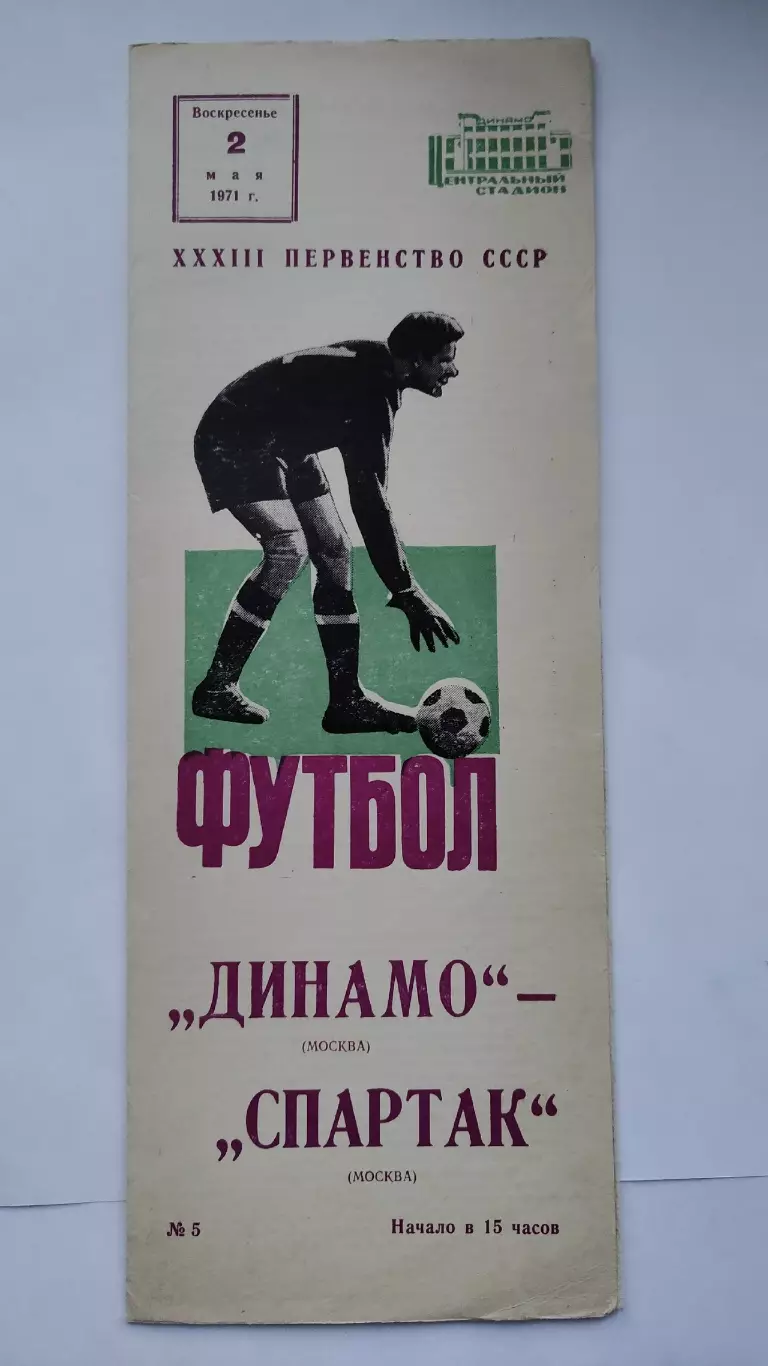 Воскресенье
2
мая
1971 г.
ДИНАМО
ЦЕНТРАЛЬНЫЙ
СТАДИОН
XXXIII ПЕРВЕНСТВО СССР
ФУТБОЛ
„ДИНАМО“ —
(МОСКВА)
„СПАРТАК“
(МОСКВА)
№ 5 Начало в 15 часов